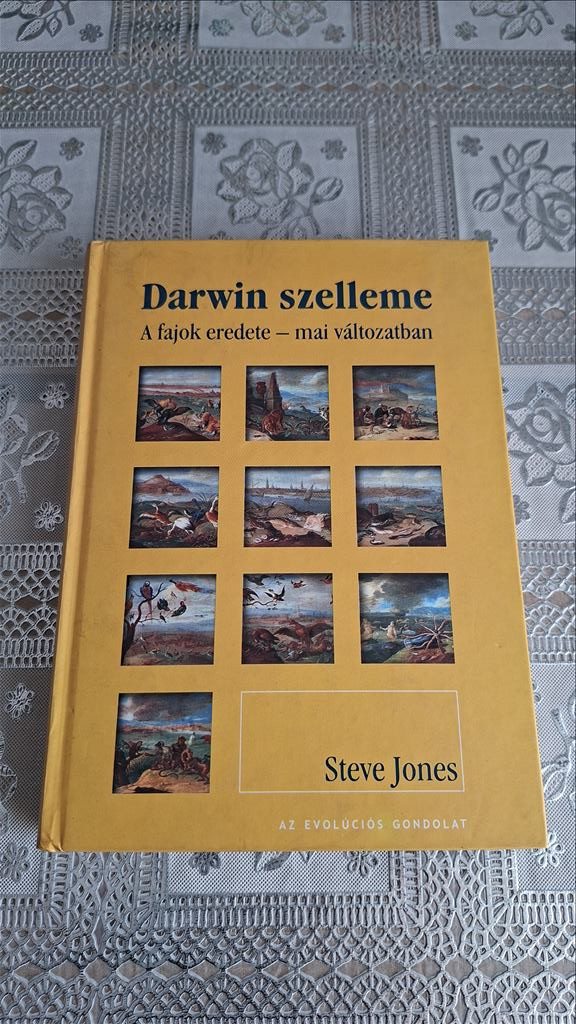 Darwin szelleme
A fajok eredete – mai változatban
Steve Jones
AZ EVOLÚCIÓS GONDOLAT